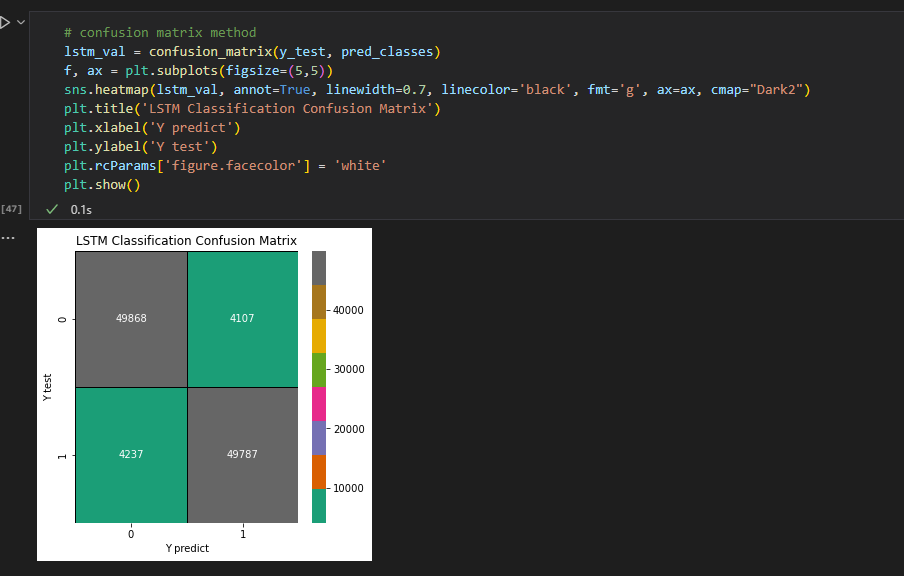 # confusion matrix method
lstm_val = confusion_matrix(y_test, pred_classes)
f, ax = plt.subplots(figsize=(5,5))
sns.heatmap(lstm_val, annot=True, linewidth=0.7, linecolor='black', fmt='g', ax=ax, cmap="Dark2")
plt.title('LSTM Classification Confusion Matrix')
plt.xlabel('Y predict')
plt.ylabel('Y test')
plt.rcParams['figure.facecolor'] = 'white'
plt.show()
[47]
0.1s
...
LSTM Classification Confusion Matrix
0
49868
4107
40000
30000
Y test
20000
1
4237
49787
10000
0
1
Y predict